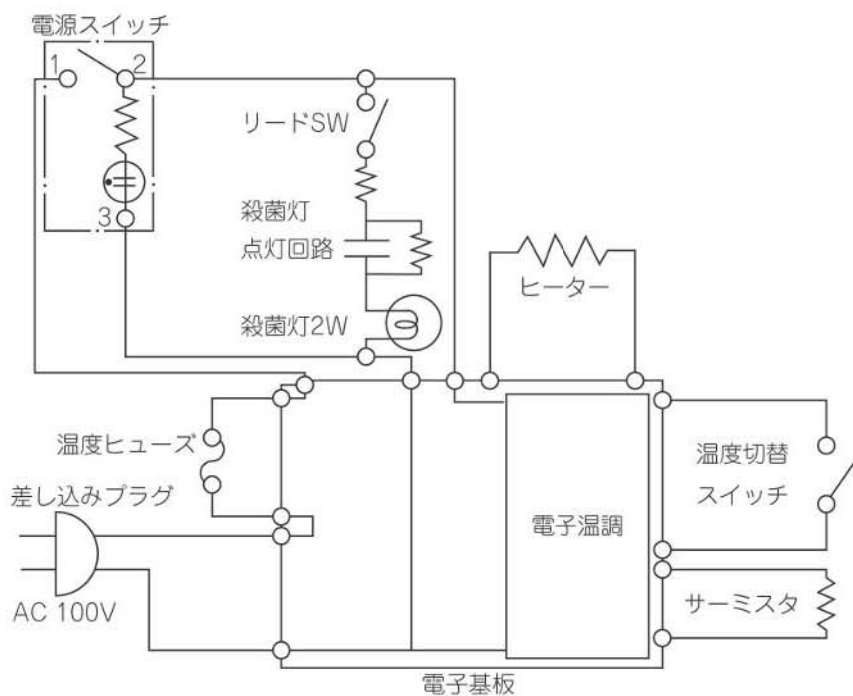 電源スイッチ
1
2
3
リードSW
殺菌灯
点灯回路
殺菌灯2W
ヒーター
温度ヒューズ
差し込みプラグ
AC 100V
電子温調
温度切替
スイッチ
サーミスタ
電子基板